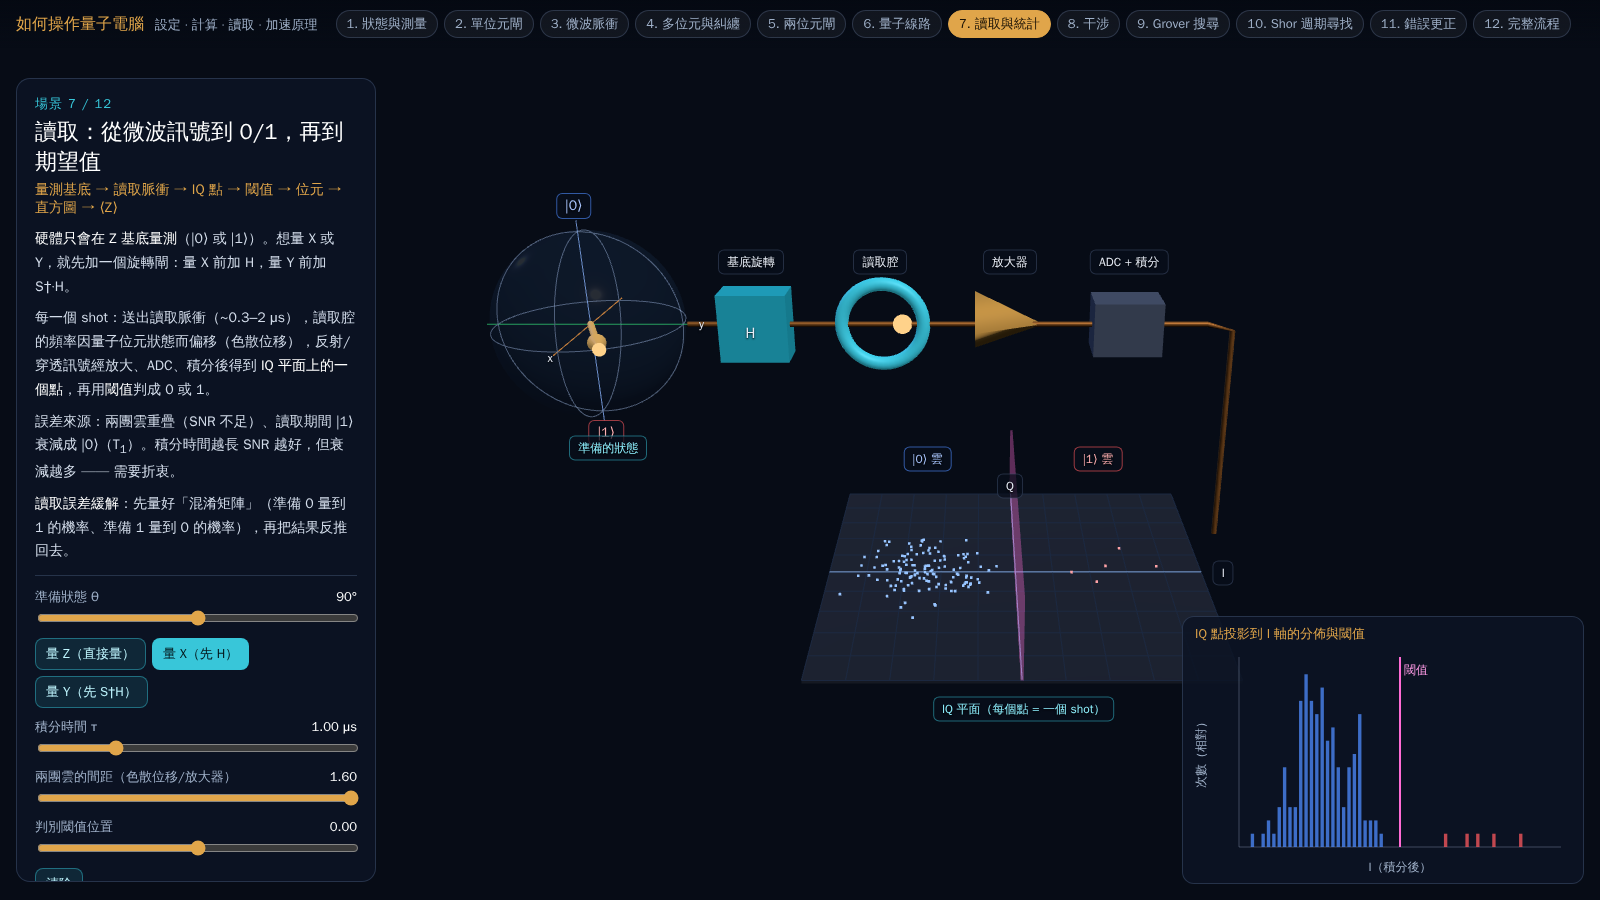 如何操作量子電腦 設定 · 計算 · 讀取 · 加速原理 1. 狀態與測量 2. 單位元閘 3. 微波脈衝 4. 多位元與糾纏 5. 兩位元閘 6. 量子線路 7. 讀取與統計 8. 干涉 9. Grover 搜尋 10. Shor 週期尋找 11. 錯誤更正 12. 完整流程
場景 7 / 12
讀取：從微波訊號到 0/1，再到
期望值
量測基底 → 讀取脈衝 → IQ 點 → 閾值 → 位元 →
直方圖 → ⟨Z⟩
硬體只會在 Z 基底量測（|0⟩ 或 |1⟩）。想量 X 或
Y，就先加一個旋轉閘：量 X 前加 H，量 Y 前加
S†·H。
每一個 shot：送出讀取脈衝（~0.3–2 μs），讀取腔
的頻率因量子位元狀態而偏移（色散位移），反射/
穿透訊號經放大、ADC、積分後得到 IQ 平面上的一
個點，再用閾值判成 0 或 1。
誤差來源：兩團雲重疊（SNR 不足）、讀取期間 |1⟩
衰減成 |0⟩（T₁）。積分時間越長 SNR 越好，但衰
減越多 —— 需要折衷。
讀取誤差緩解：先量好「混淆矩陣」（準備 0 量到
1 的機率、準備 1 量到 0 的機率），再把結果反推
回去。
準備狀態 θ 90°
量 Z（直接量） 量 X（先 H）
量 Y（先 S†H）
積分時間 τ 1.00 μs
兩團雲的間距（色散位移/放大器） 1.60
判別閾值位置 0.00
清除
|0⟩
基底旋轉 讀取腔 放大器 ADC + 積分
y
H
x
|1⟩
準備的狀態
|0⟩ 雲 |1⟩ 雲
Q
I
IQ 平面（每個點 = 一個 shot）
IQ 點投影到 I 軸的分佈與閾值
閾值
次數（相對）
I（積分後）